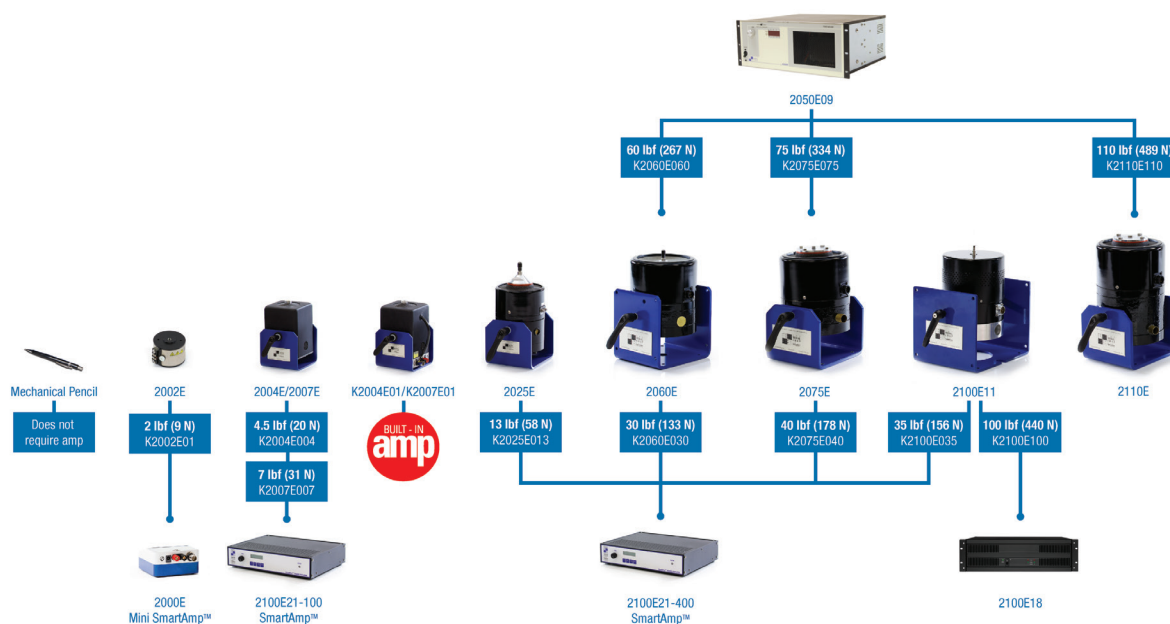 2050E09
60 lbf (267 N)
K2060E060
75 lbf (334 N)
K2075E075
110 lbf (489 N)
K2110E110
Mechanical Pencil
2002E
2004E/2007E
K2004E01/K2007E01
2025E
2060E
2075E
2100E11
2110E
Does not
require amp
2 lbf (9 N)
K2002E01
4.5 lbf (20 N)
K2004E004
7 lbf (31 N)
K2007E007
BUILT - IN
amp
13 lbf (58 N)
K2025E013
30 lbf (133 N)
K2060E030
40 lbf (178 N)
K2075E040
35 lbf (156 N)
K2100E035
100 lbf (440 N)
K2100E100
2000E
Mini SmartAmp™
2100E21-100
SmartAmp™
2100E21-400
SmartAmp™
2100E18